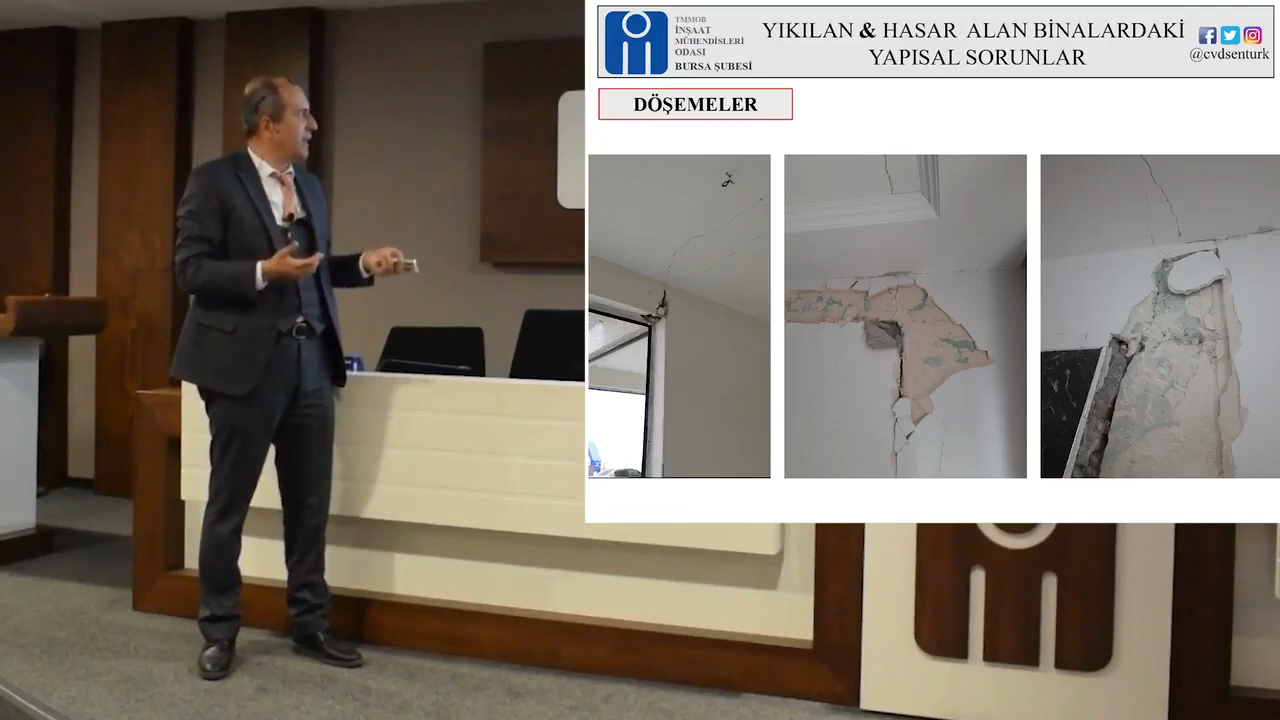 TMMOB
İNŞAAT
MÜHENDİSLERİ
ODASI
BURSA ŞUBESİ
YIKILAN & HASAR ALAN BİNALARDAKİ
YAPISAL SORUNLAR
@cvdsenturk
DÖŞEMELER